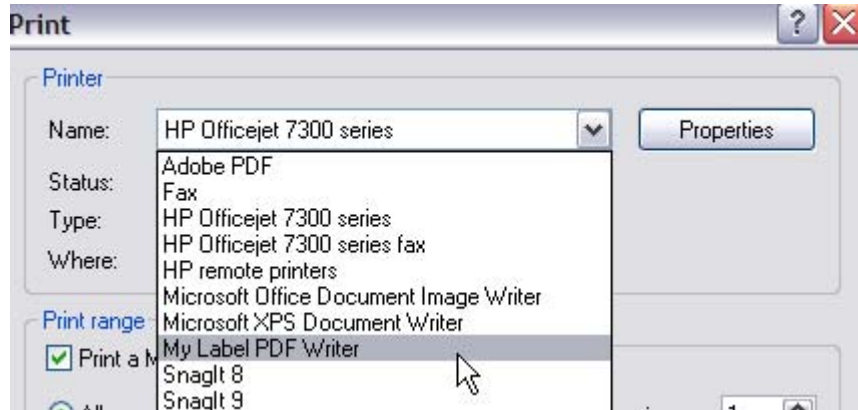 Print
Printer
Name: HP Officejet 7300 series Properties
Adobe PDF
Status:
Fax
Type: HP Officejet 7300 series
HP Officejet 7300 series fax
Where: HP remote printers
Microsoft Office Document Image Writer
Print range Microsoft XPS Document Writer
My Label PDF Writer
Print a
SnagIt 8
SnagIt 9